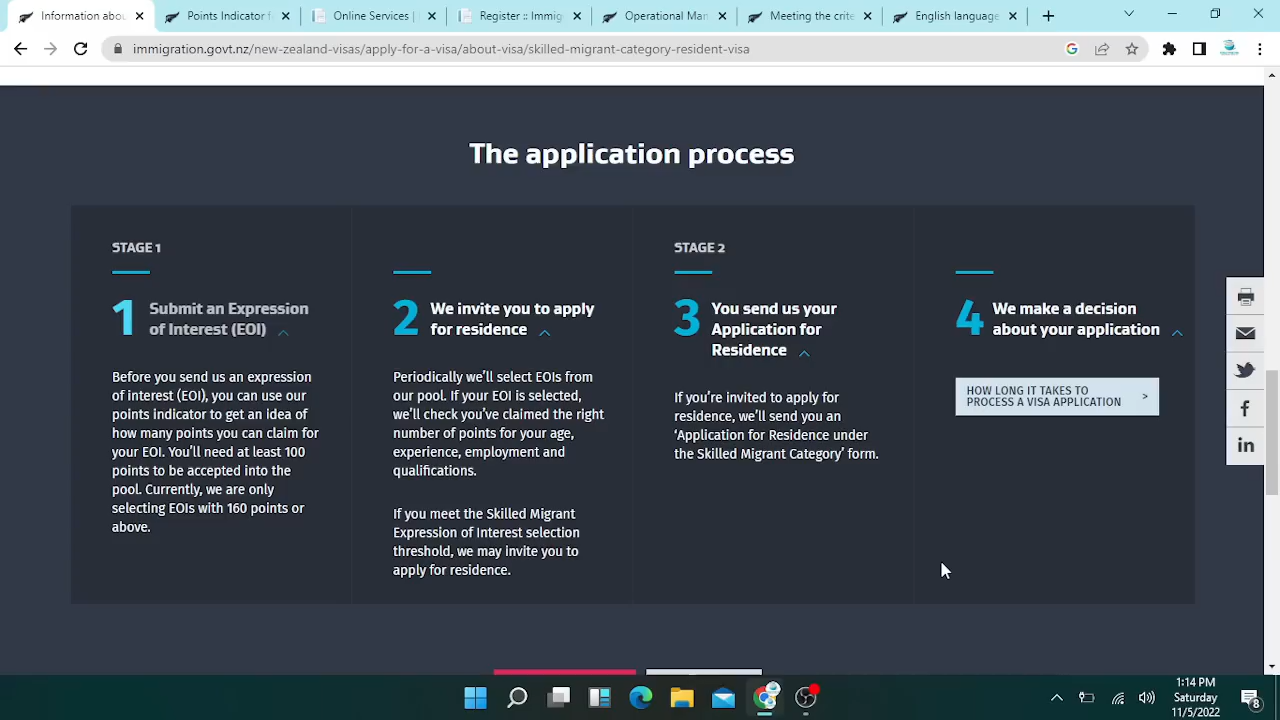 Information abou
Points Indicator f
Online Services |
Register :: Immig
Operational Man
Meeting the crite
English language
immigration.govt.nz/new-zealand-visas/apply-for-a-visa/about-visa/skilled-migrant-category-resident-visa
The application process
STAGE 1
1 Submit an Expression
of Interest (EOI)
Before you send us an expression
of interest (EOI), you can use our
points indicator to get an idea of
how many points you can claim for
your EOI. You'll need at least 100
points to be accepted into the
pool. Currently, we are only
selecting EOIs with 160 points or
above.
2 We invite you to apply
for residence
Periodically we'll select EOIs from
our pool. If your EOI is selected,
we'll check you've claimed the right
number of points for your age,
experience, employment and
qualifications.
If you meet the Skilled Migrant
Expression of Interest selection
threshold, we may invite you to
apply for residence.
STAGE 2
3 You send us your
Application for
Residence
If you're invited to apply for
residence, we'll send you an
‘Application for Residence under
the Skilled Migrant Category’ form.
4 We make a decision
about your application
HOW LONG IT TAKES TO
PROCESS A VISA APPLICATION >
1:14 PM
Saturday
11/5/2022
8